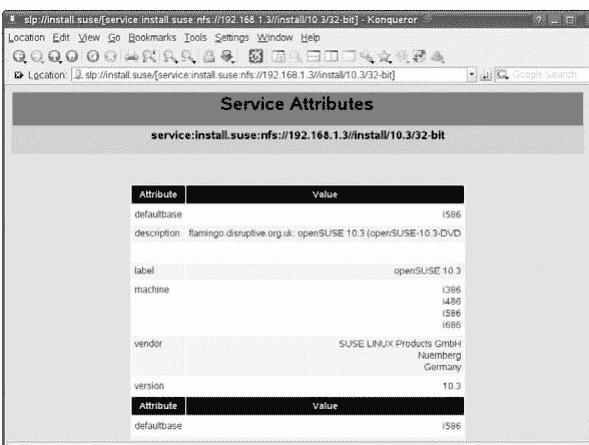 slp://install.suse/[service:install.suse:nfs://192.168.1.3//install/10.3/32-bit] - Konqueror
Location Edit View Go Bookmarks Tools Settings Window Help
Location: slp://install.suse/[service:install.suse:nfs://192.168.1.3//install/10.3/32-bit] Google Search
Service Attributes
service:install.suse:nfs://192.168.1.3//install/10.3/32-bit
Attribute Value
defaultbase i586
description flamingo.disruptive.org.uk: openSUSE 10.3 (openSUSE-10.3-DVD
label openSUSE 10.3
machine i386
i486
i586
i686
vendor SUSE LINUX Products GmbH
Nuernberg
Germany
version 10.3
Attribute Value
defaultbase i586